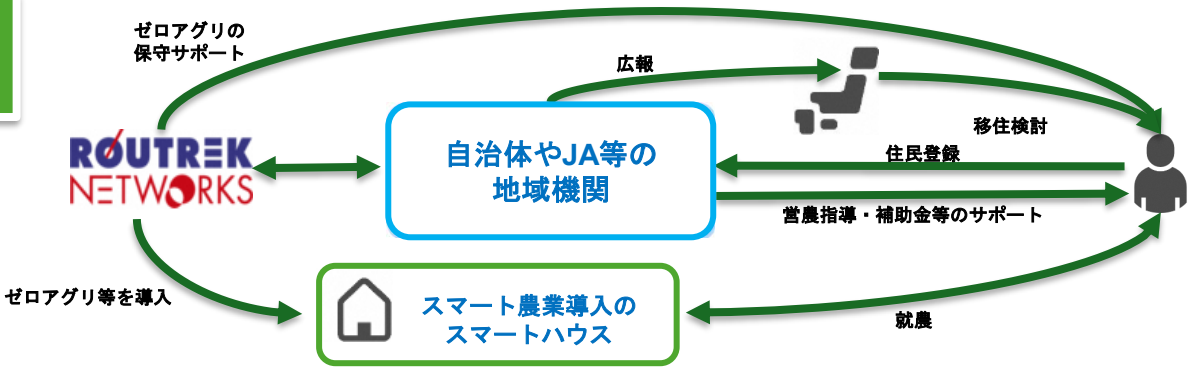 ゼロアグリの
保守サポート
広報
移住検討
ROUTREK
NETWORKS
自治体やJA等の
地域機関
住民登録
営農指導・補助金等のサポート
ゼロアグリ等を導入
スマート農業導入の
スマートハウス
就農